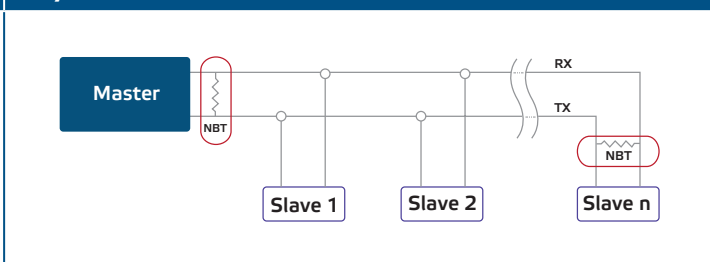 RX
Master
TX
NBT
NBT
Slave 1
Slave 2
Slave n